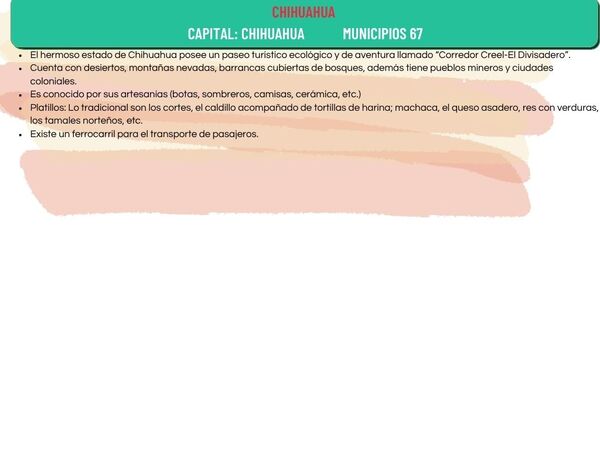 CHIHUAHUA
CAPITAL: CHIHUAHUA MUNICIPIOS 67
• El hermoso estado de Chihuahua posee un paseo turístico ecológico y de aventura llamado "Corredor Creel-El Divisadero".
• Cuenta con desiertos, montañas nevadas, barrancas cubiertas de bosques, además tiene pueblos mineros y ciudades
coloniales.
• Es conocido por sus artesanías (botas, sombreros, camisas, cerámica, etc.)
• Platillos: Lo tradicional son los cortes, el caldillo acompañado de tortillas de harina; machaca, el queso asadero, res con verduras,
los tamales norteños, etc.
• Existe un ferrocarril para el transporte de pasajeros.